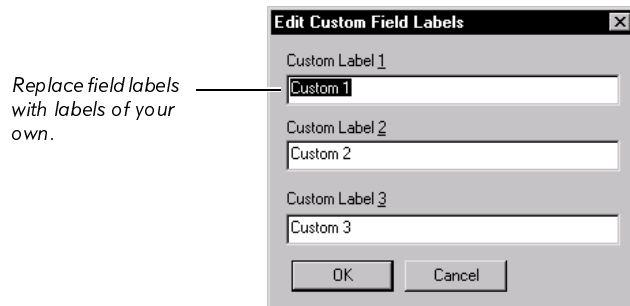 Edit Custom Field Labels
Custom Label 1
Replace field labels
with labels of your
own.
Custom 1
Custom Label 2
Custom 2
Custom Label 3
Custom 3
OK Cancel